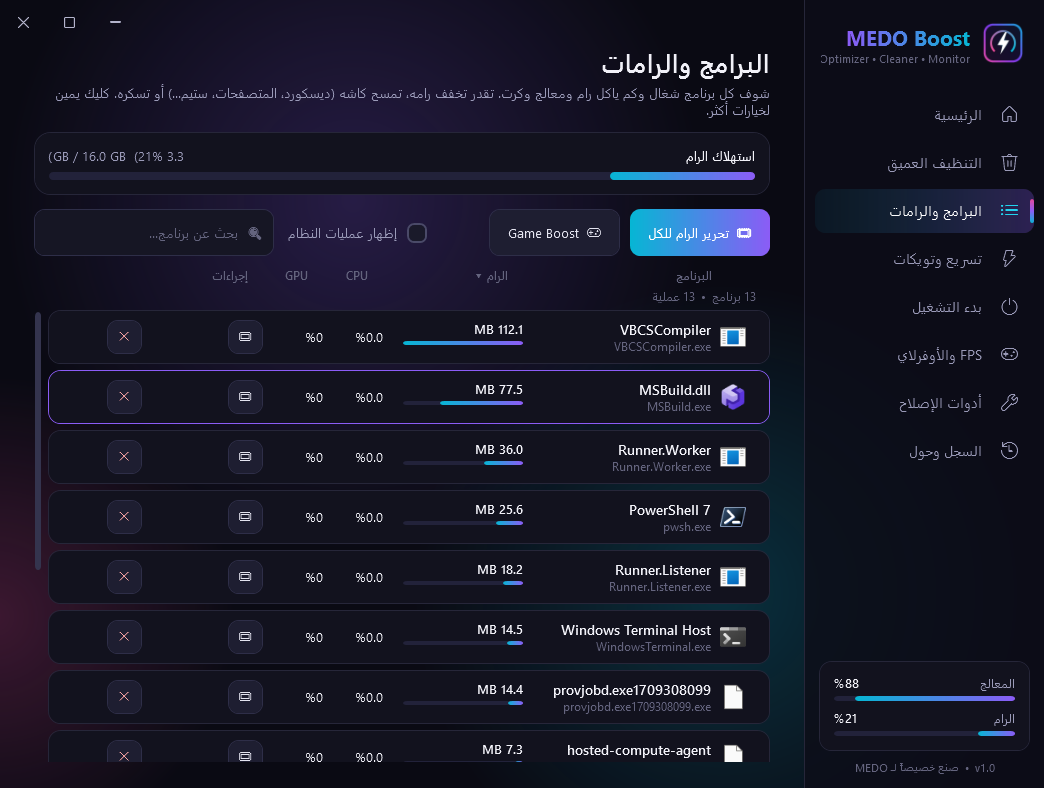 MEDO Boost
Optimizer • Cleaner • Monitor
الرئيسية
التنظيف العميق
البرامج والرامات
تسريع وتويكات
بدء التشغيل
FPS والأوفرلاي
أدوات الإصلاح
السجل وحول
المعالج %88
الرام %21
v1.0 • صنع خصيصاً لـ MEDO
البرامج والرامات
شوف كل برنامج شغال وكم ياكل رام ومعالج وكرت. تقدر تخفف رامه، تمسح كاشه (ديسكورد، المتصفحات، ستيم...) أو تسكره. كليك يمين
لخيارات أكثر.
استهلاك الرام
(GB / 16.0 GB (21% 3.3
تحرير الرام للكل
Game Boost
إظهار عمليات النظام
بحث عن برنامج...
البرنامج الرام ▼ CPU GPU إجراءات
13 برنامج • 13 عملية
VBCSCompiler MB 112.1 %0.0 %0
VBCSCompiler.exe
MSBuild.dll MB 77.5 %0.0 %0
MSBuild.exe
Runner.Worker MB 36.0 %0.0 %0
Runner.Worker.exe
PowerShell 7 MB 25.6 %0.0 %0
pwsh.exe
Runner.Listener MB 18.2 %0.0 %0
Runner.Listener.exe
Windows Terminal Host MB 14.5 %0.0 %0
WindowsTerminal.exe
provjobd.exe1709308099 MB 14.4 %0.0 %0
provjobd.exe1709308099.exe
hosted-compute-agent MB 7.3 %0.0 %0